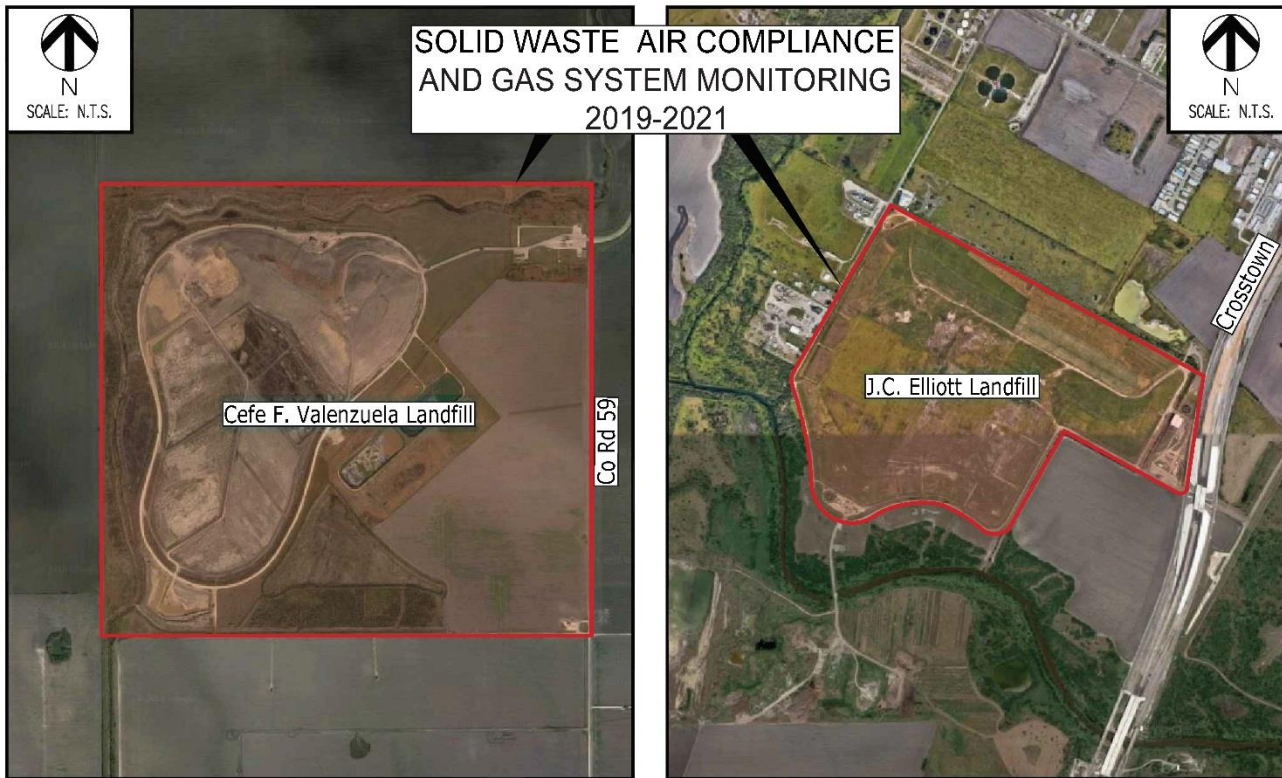 N
SCALE: N.T.S.
SOLID WASTE AIR COMPLIANCE
AND GAS SYSTEM MONITORING
2019-2021
N
SCALE: N.T.S.
Cefe F. Valenzuela Landfill
Co Rd 59
J.C. Elliott Landfill
Crosstown